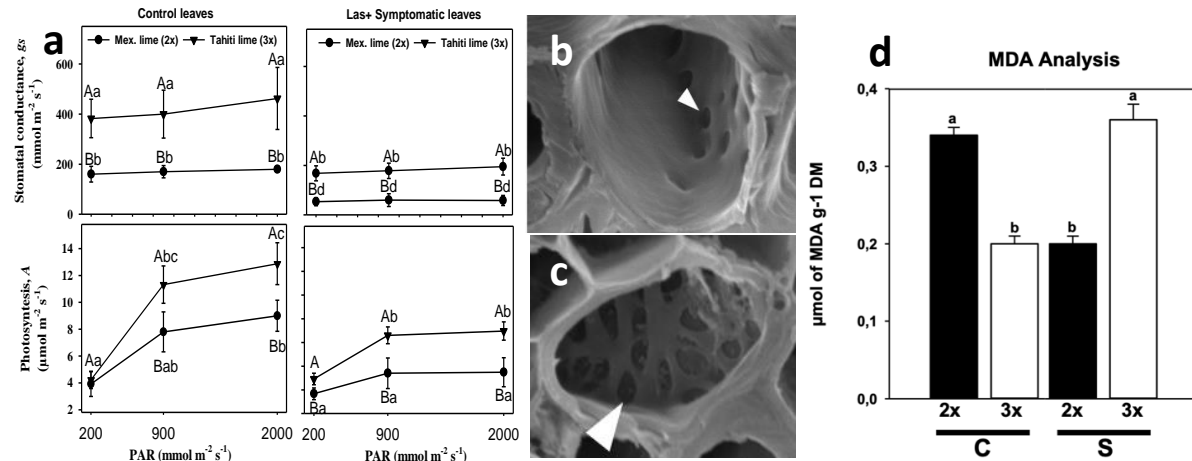 a
Control leaves
Las+ Symptomatic leaves
Mex. lime (2x) Tahiti lime (3x)
Mex. lime (2x) Tahiti lime (3x)
Stomatal conductance, gs
(mmol m-2 s-1)
600
400
200
0
Aa Aa Aa
Bb Bb Bb
Ab Ab Ab
Bd Bd Bd
Photosyntesis, A
(µmol m-2 s-1)
14
12
10
8
6
4
2
Aa Abc Ac
Bab Bb
A Ab Ab
Ba Ba Ba
200 900 2000
200 900 2000
PAR (mmol m-2 s-1)
PAR (mmol m-2 s-1)
b
c
d
MDA Analysis
µmol of MDA g-1 DM
0,4
0,3
0,2
0,1
0,0
a b b a
2x 3x 2x 3x
C S